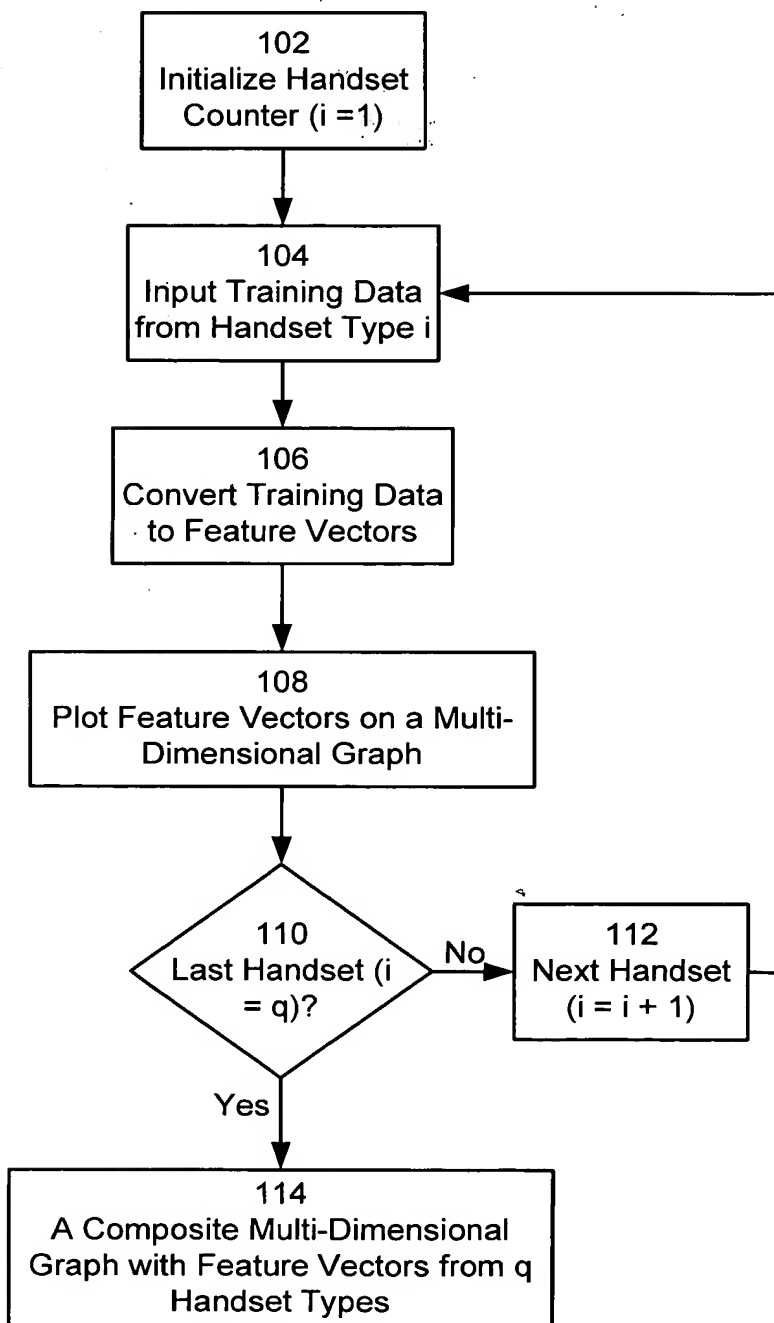 102
Initialize Handset
Counter (i =1)
104
Input Training Data
from Handset Type i
106
Convert Training Data
to Feature Vectors
108
Plot Feature Vectors on a Multi-
Dimensional Graph
110
Last Handset (i
= q)?
No
112
Next Handset
(i = i + 1)
Yes
114
A Composite Multi-Dimensional
Graph with Feature Vectors from q
Handset Types